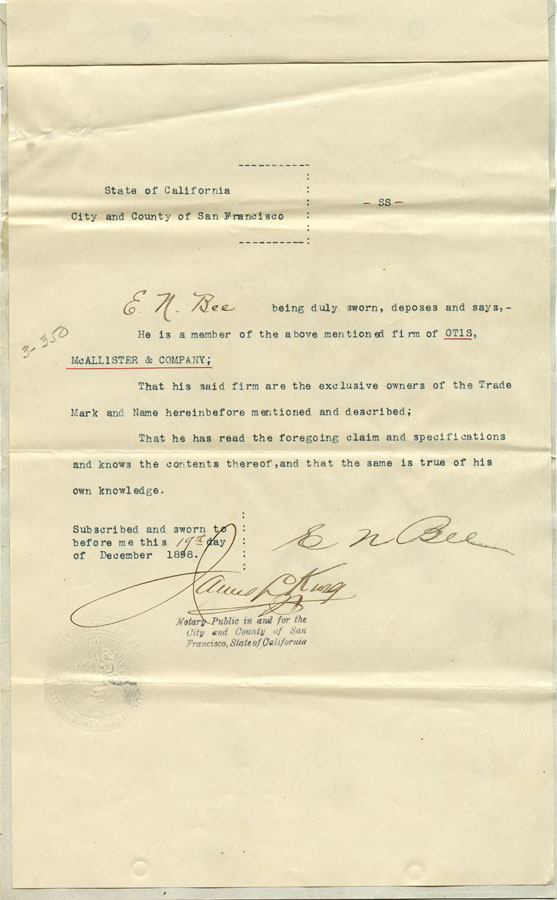 State of California
City and County of San Francisco
- SS -
E. N. Bee being duly sworn, deposes and says,-
He is a member of the above mentioned firm of OTIS,
3-350
McALLISTER & COMPANY;
That his said firm are the exclusive owners of the Trade
Mark and Name hereinbefore mentioned and described;
That he has read the foregoing claim and specifications
and knows the contents thereof,and that the same is true of his
own knowledge.
Subscribed and sworn to
before me this 19th day
of December 1898.
E N Bee
James L King
Notary Public in and for the
City and County of San
Francisco, State of California